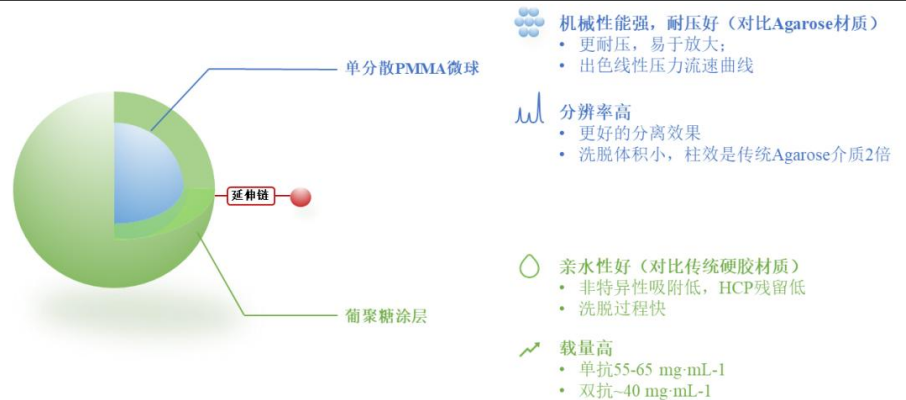 单分散PMMA微球
延伸链
葡聚糖涂层
机械性能强，耐压好（对比Agarose材质）
• 更耐压，易于放大；
• 出色线性压力流速曲线
分辨率高
• 更好的分离效果
• 洗脱体积小，柱效是传统Agarose介质2倍
亲水性好（对比传统硬胶材质）
• 非特异性吸附低，HCP残留低
• 洗脱过程快
载量高
• 单抗55-65 mg·mL-1
• 双抗~40 mg·mL-1